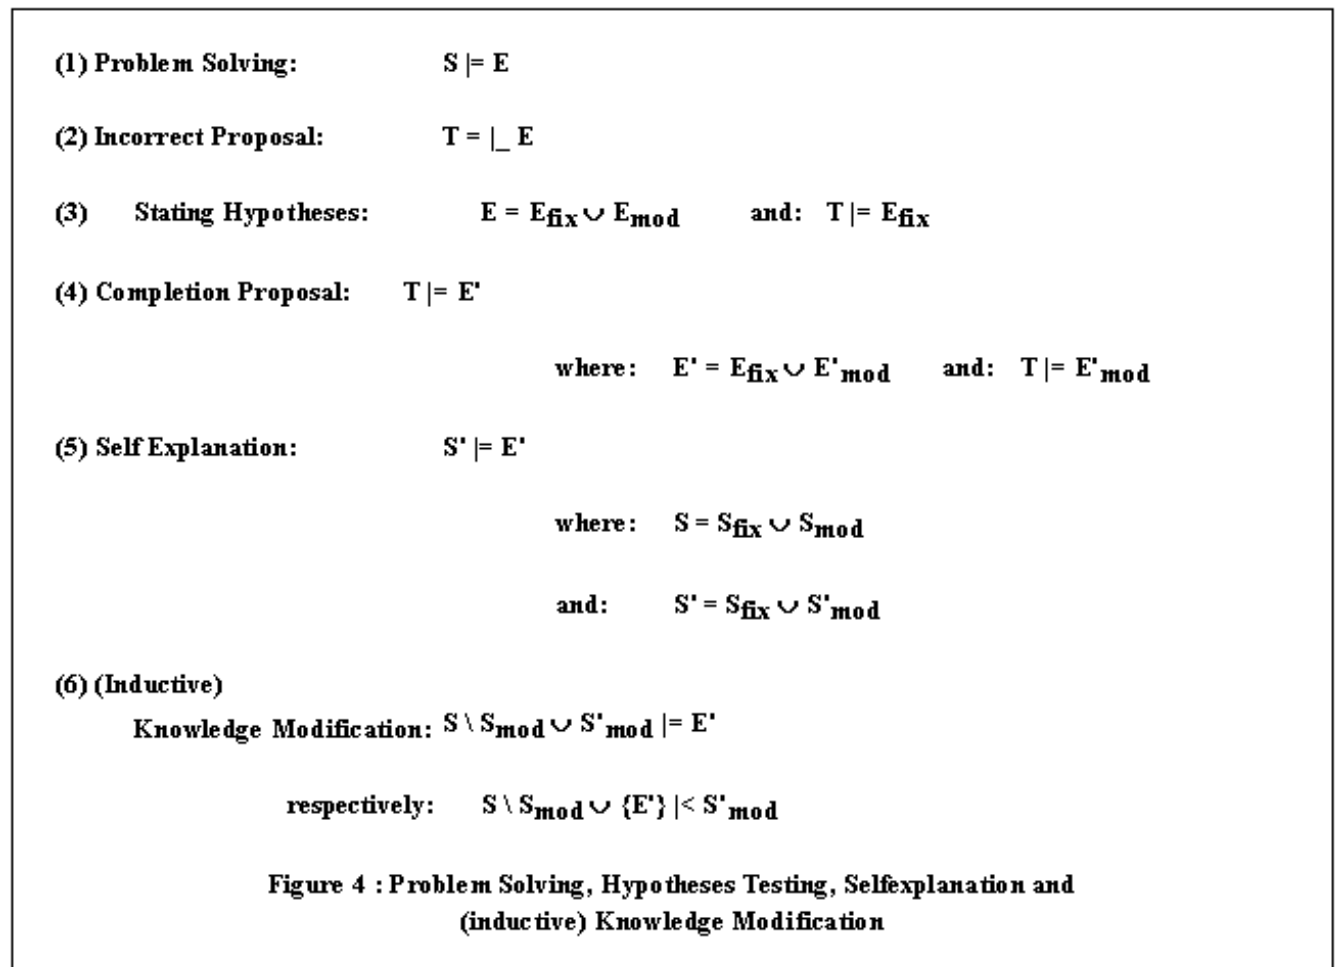 (1) Problem Solving: S |= E
(2) Incorrect Proposal: T = |_ E
(3) Stating Hypotheses: E = Efix ∪ Emod and: T |= Efix
(4) Completion Proposal: T |= E'
where: E' = Efix ∪ E'mod and: T |= E'mod
(5) Self Explanation: S' |= E'
where: S = Sfix ∪ Smod
and: S' = Sfix ∪ S'mod
(6) (Inductive)
Knowledge Modification: S \ Smod ∪ S'mod |= E'
respectively: S \ Smod ∪ {E'} |< S'mod
Figure 4 : Problem Solving, Hypotheses Testing, Selfexplanation and
(inductive) Knowledge Modification